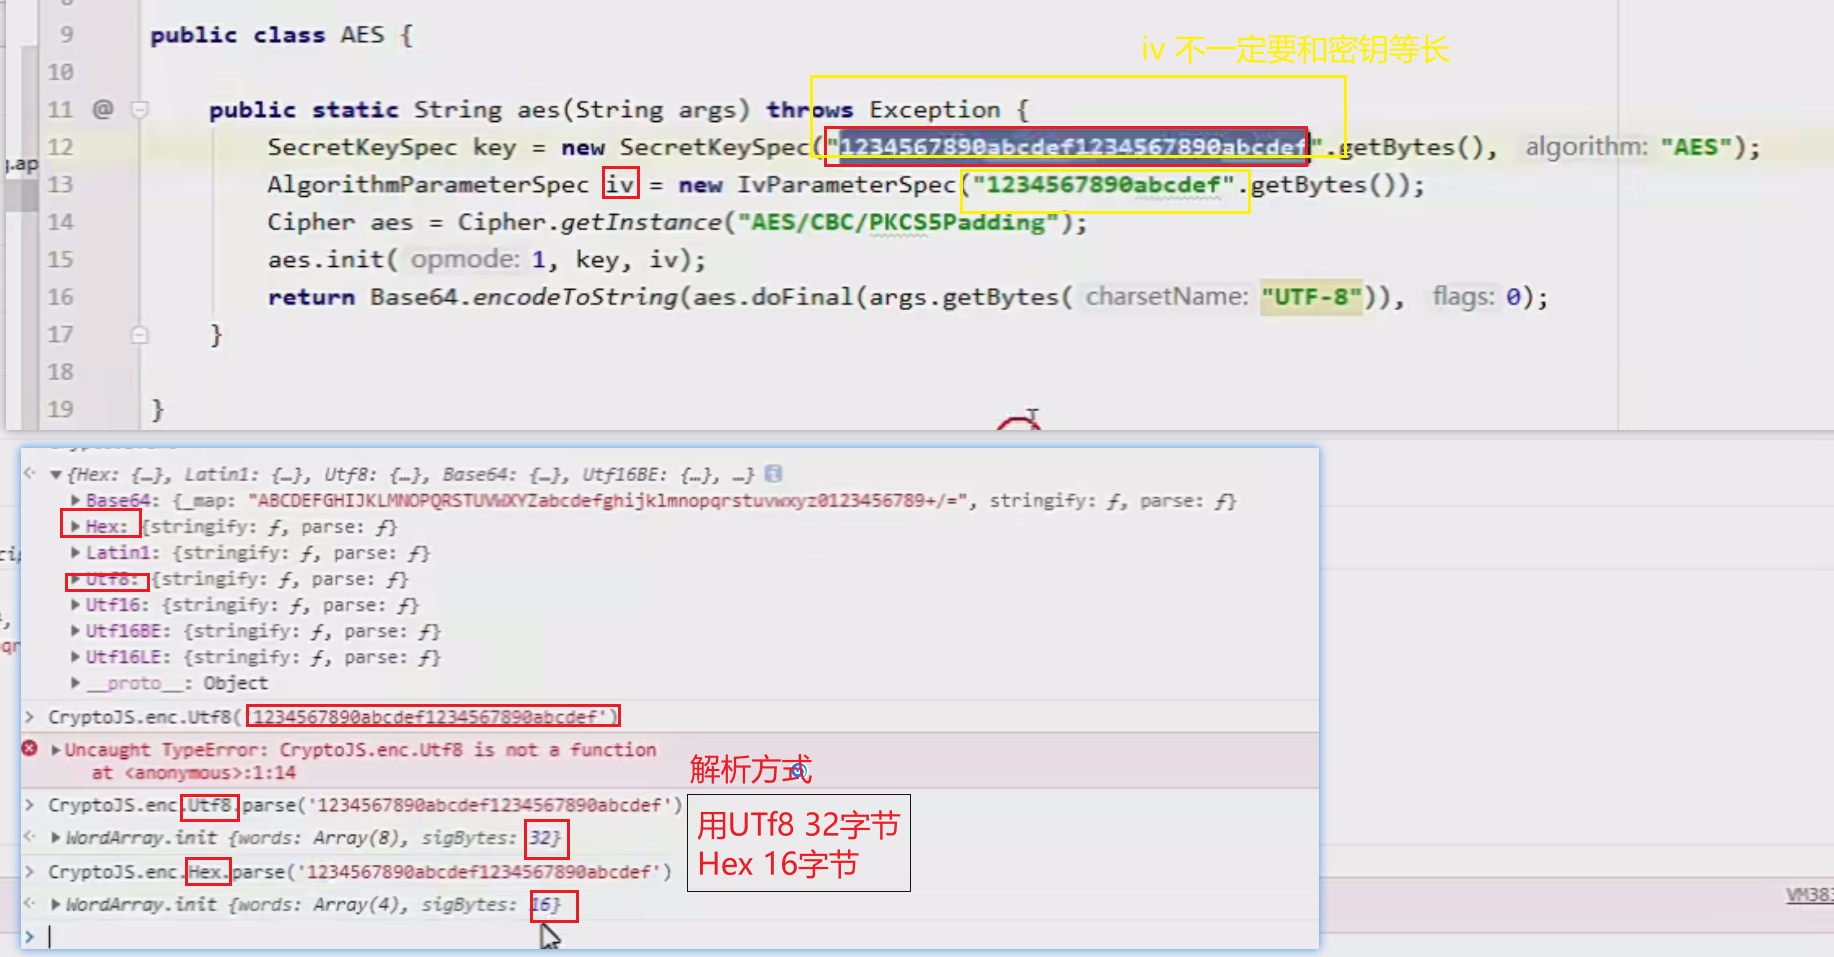 9 public class AES {
iv 不一定要和密钥等长
10
11 @ public static String aes(String args) throws Exception {
12 SecretKeySpec key = new SecretKeySpec("1234567890abcdef1234567890abcdef".getBytes(), algorithm: "AES");
13 AlgorithmParameterSpec iv = new IvParameterSpec("1234567890abcdef".getBytes());
14 Cipher aes = Cipher.getInstance("AES/CBC/PKCS5Padding");
15 aes.init( opmode: 1, key, iv);
16 return Base64.encodeToString(aes.doFinal(args.getBytes( charsetName: "UTF-8")), flags: 0);
17 }
18
19 }
{Hex: {…}, Latin1: {…}, Utf8: {…}, Base64: {…}, Utf16BE: {…}, …}
Base64: {_map: "ABCDEFGHIJKLMNOPQRSTUVWXYZabcdefghijklmnopqrstuvwxyz0123456789+/=", stringify: ƒ, parse: ƒ}
Hex: {stringify: ƒ, parse: ƒ}
Latin1: {stringify: ƒ, parse: ƒ}
Utf8: {stringify: ƒ, parse: ƒ}
Utf16: {stringify: ƒ, parse: ƒ}
Utf16BE: {stringify: ƒ, parse: ƒ}
Utf16LE: {stringify: ƒ, parse: ƒ}
__proto__: Object
> CryptoJS.enc.Utf8('1234567890abcdef1234567890abcdef')
Uncaught TypeError: CryptoJS.enc.Utf8 is not a function
at <anonymous>:1:14
解析方式
> CryptoJS.enc.Utf8.parse('1234567890abcdef1234567890abcdef')
用UTf8 32字节
WordArray.init {words: Array(8), sigBytes: 32}
Hex 16字节
> CryptoJS.enc.Hex.parse('1234567890abcdef1234567890abcdef')
WordArray.init {words: Array(4), sigBytes: 16}
VM383
>